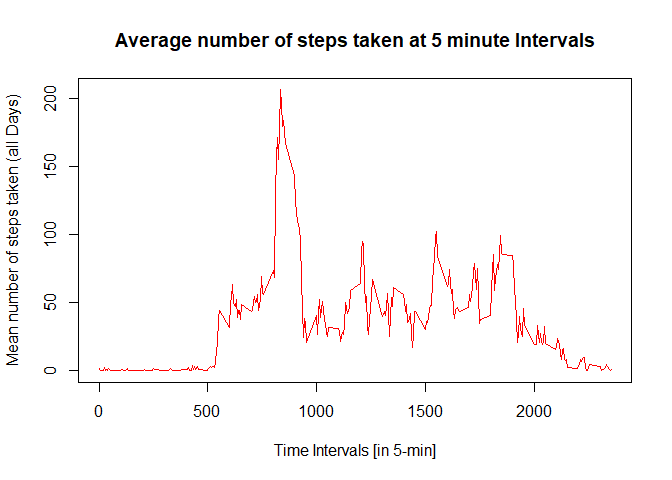 Average number of steps taken at 5 minute Intervals
Mean number of steps taken (all Days)
200
150
100
50
0
0 500 1000 1500 2000
Time Intervals [in 5-min]